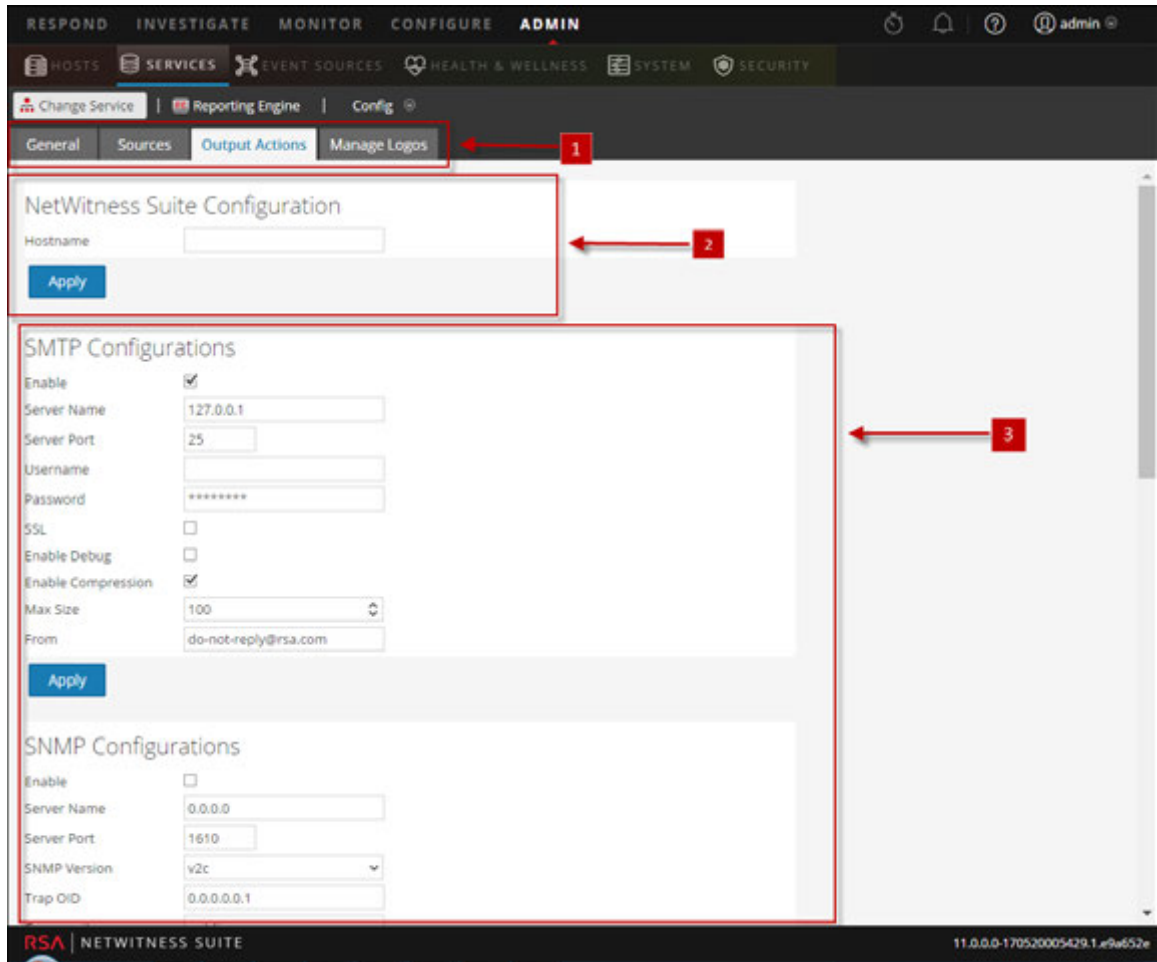 RESPOND INVESTIGATE MONITOR CONFIGURE ADMIN admin
HOSTS SERVICES EVENT SOURCES HEALTH & WELLNESS SYSTEM SECURITY
Change Service | Reporting Engine | Config
General Sources Output Actions Manage Logos
1
NetWitness Suite Configuration
Hostname
2
Apply
SMTP Configurations
Enable
Server Name 127.0.0.1
3
Server Port 25
Username
Password ********
SSL
Enable Debug
Enable Compression
Max Size 100
From do-not-reply@rsa.com
Apply
SNMP Configurations
Enable
Server Name 0.0.0.0
Server Port 1610
SNMP Version v2c
Trap OID 0.0.0.0.0.1
RSA | NETWITNESS SUITE 11.0.0.0-170520005429.1.e9a652e